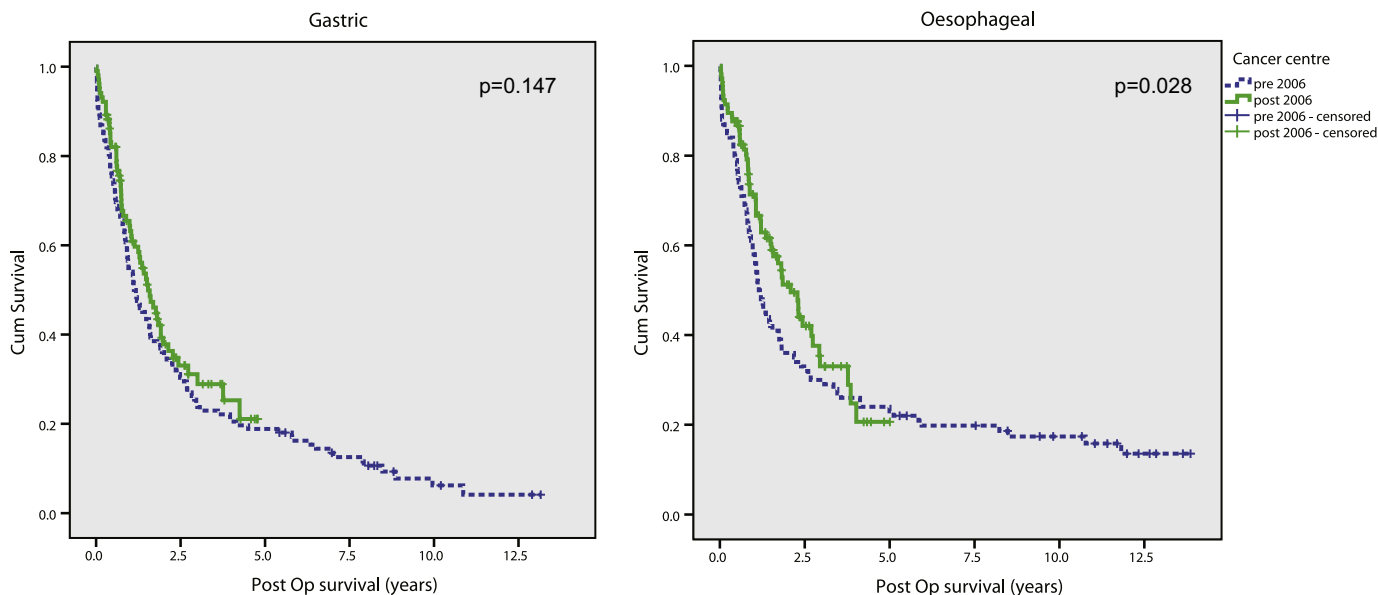 Gastric
p=0.147
Cum Survival
1.0
0.8
0.6
0.4
0.2
0.0
0.0 2.5 5.0 7.5 10.0 12.5
Post Op survival (years)
Oesophageal
p=0.028
Cum Survival
1.0
0.8
0.6
0.4
0.2
0.0
0.0 2.5 5.0 7.5 10.0 12.5
Post Op survival (years)
Cancer centre
pre 2006
post 2006
pre 2006 - censored
post 2006 - censored